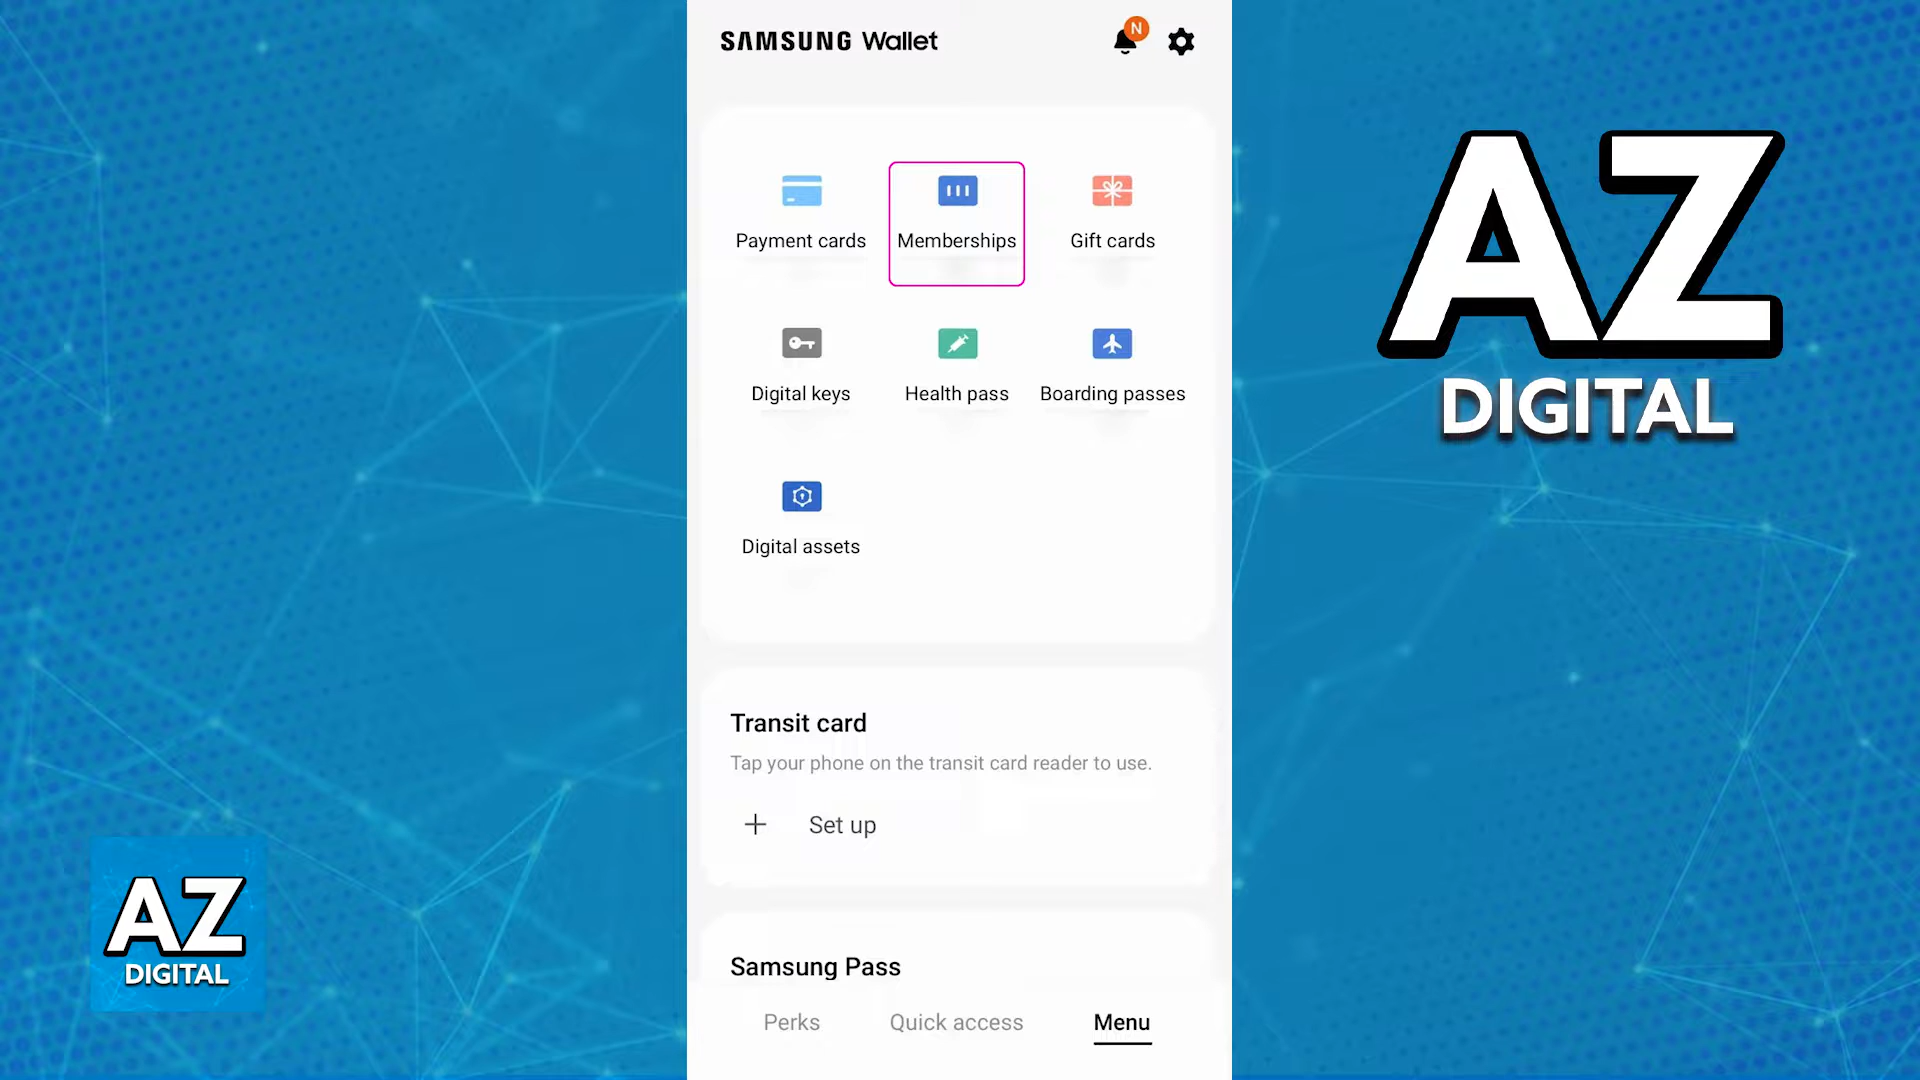 SAMSUNG Wallet
N
Payment cards
Memberships
Gift cards
Digital keys
Health pass
Boarding passes
Digital assets
Transit card
Tap your phone on the transit card reader to use.
+ Set up
Samsung Pass
Perks
Quick access
Menu
AZ
DIGITAL
AZ
DIGITAL